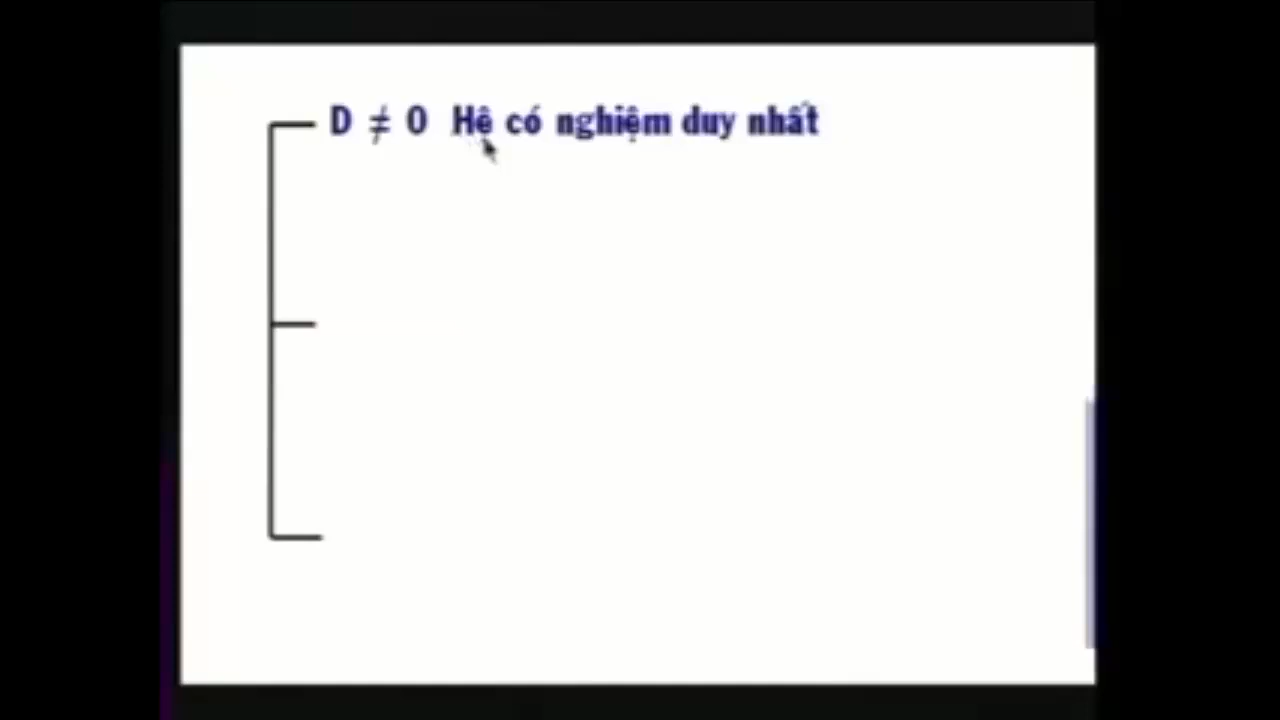 D ≠ 0 Hệ có nghiệm duy nhất